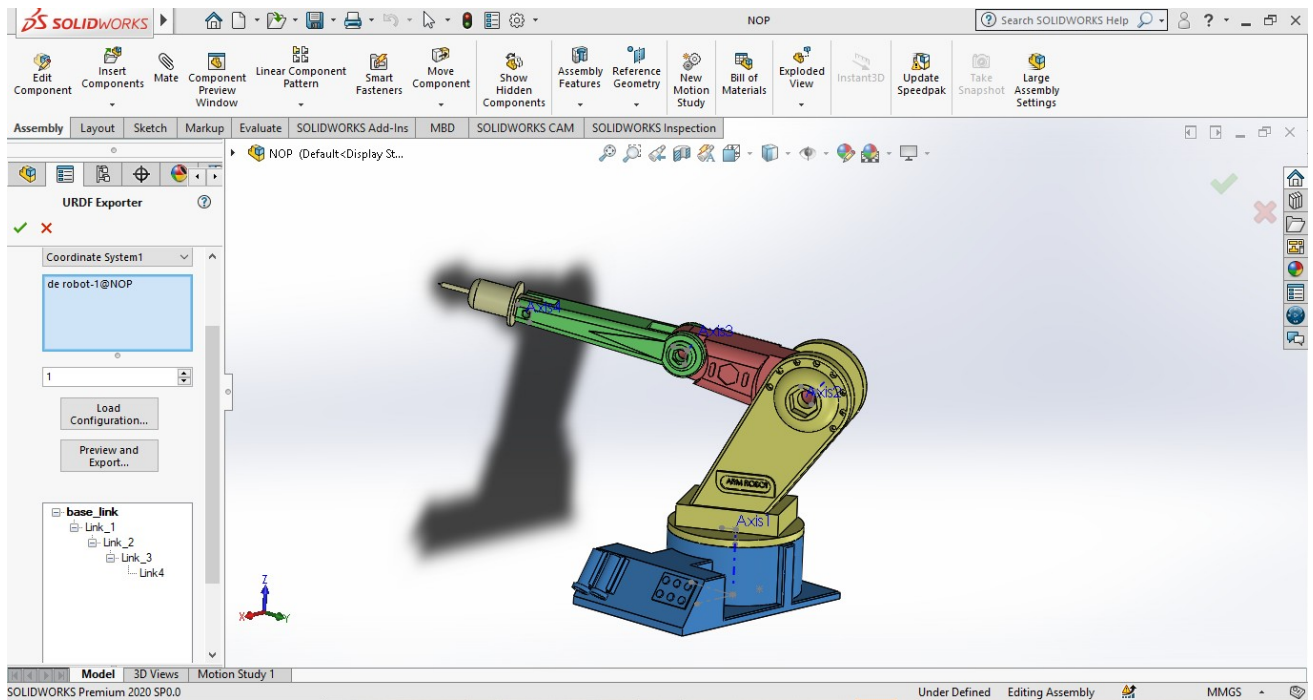 SOLIDWORKS
NOP
Search SOLIDWORKS Help
Edit Component
Insert Components
Mate
Component Preview Window
Linear Component Pattern
Smart Fasteners
Move Component
Show Hidden Components
Assembly Features
Reference Geometry
New Motion Study
Bill of Materials
Exploded View
Instant3D
Update Speedpak
Take Snapshot
Large Assembly Settings
Assembly Layout Sketch Markup Evaluate SOLIDWORKS Add-Ins MBD SOLIDWORKS CAM SOLIDWORKS Inspection
NOP (Default<Display St...
URDF Exporter
Coordinate System1
de robot-1@NOP
1
Load Configuration...
Preview and Export...
base_link
Link_1
Link_2
Link_3
Link4
Axis4
Axis3
Axis2
ARM ROBOT
Axis1
Z
X
Y
Model 3D Views Motion Study 1
SOLIDWORKS Premium 2020 SP0.0
Under Defined Editing Assembly MMGS